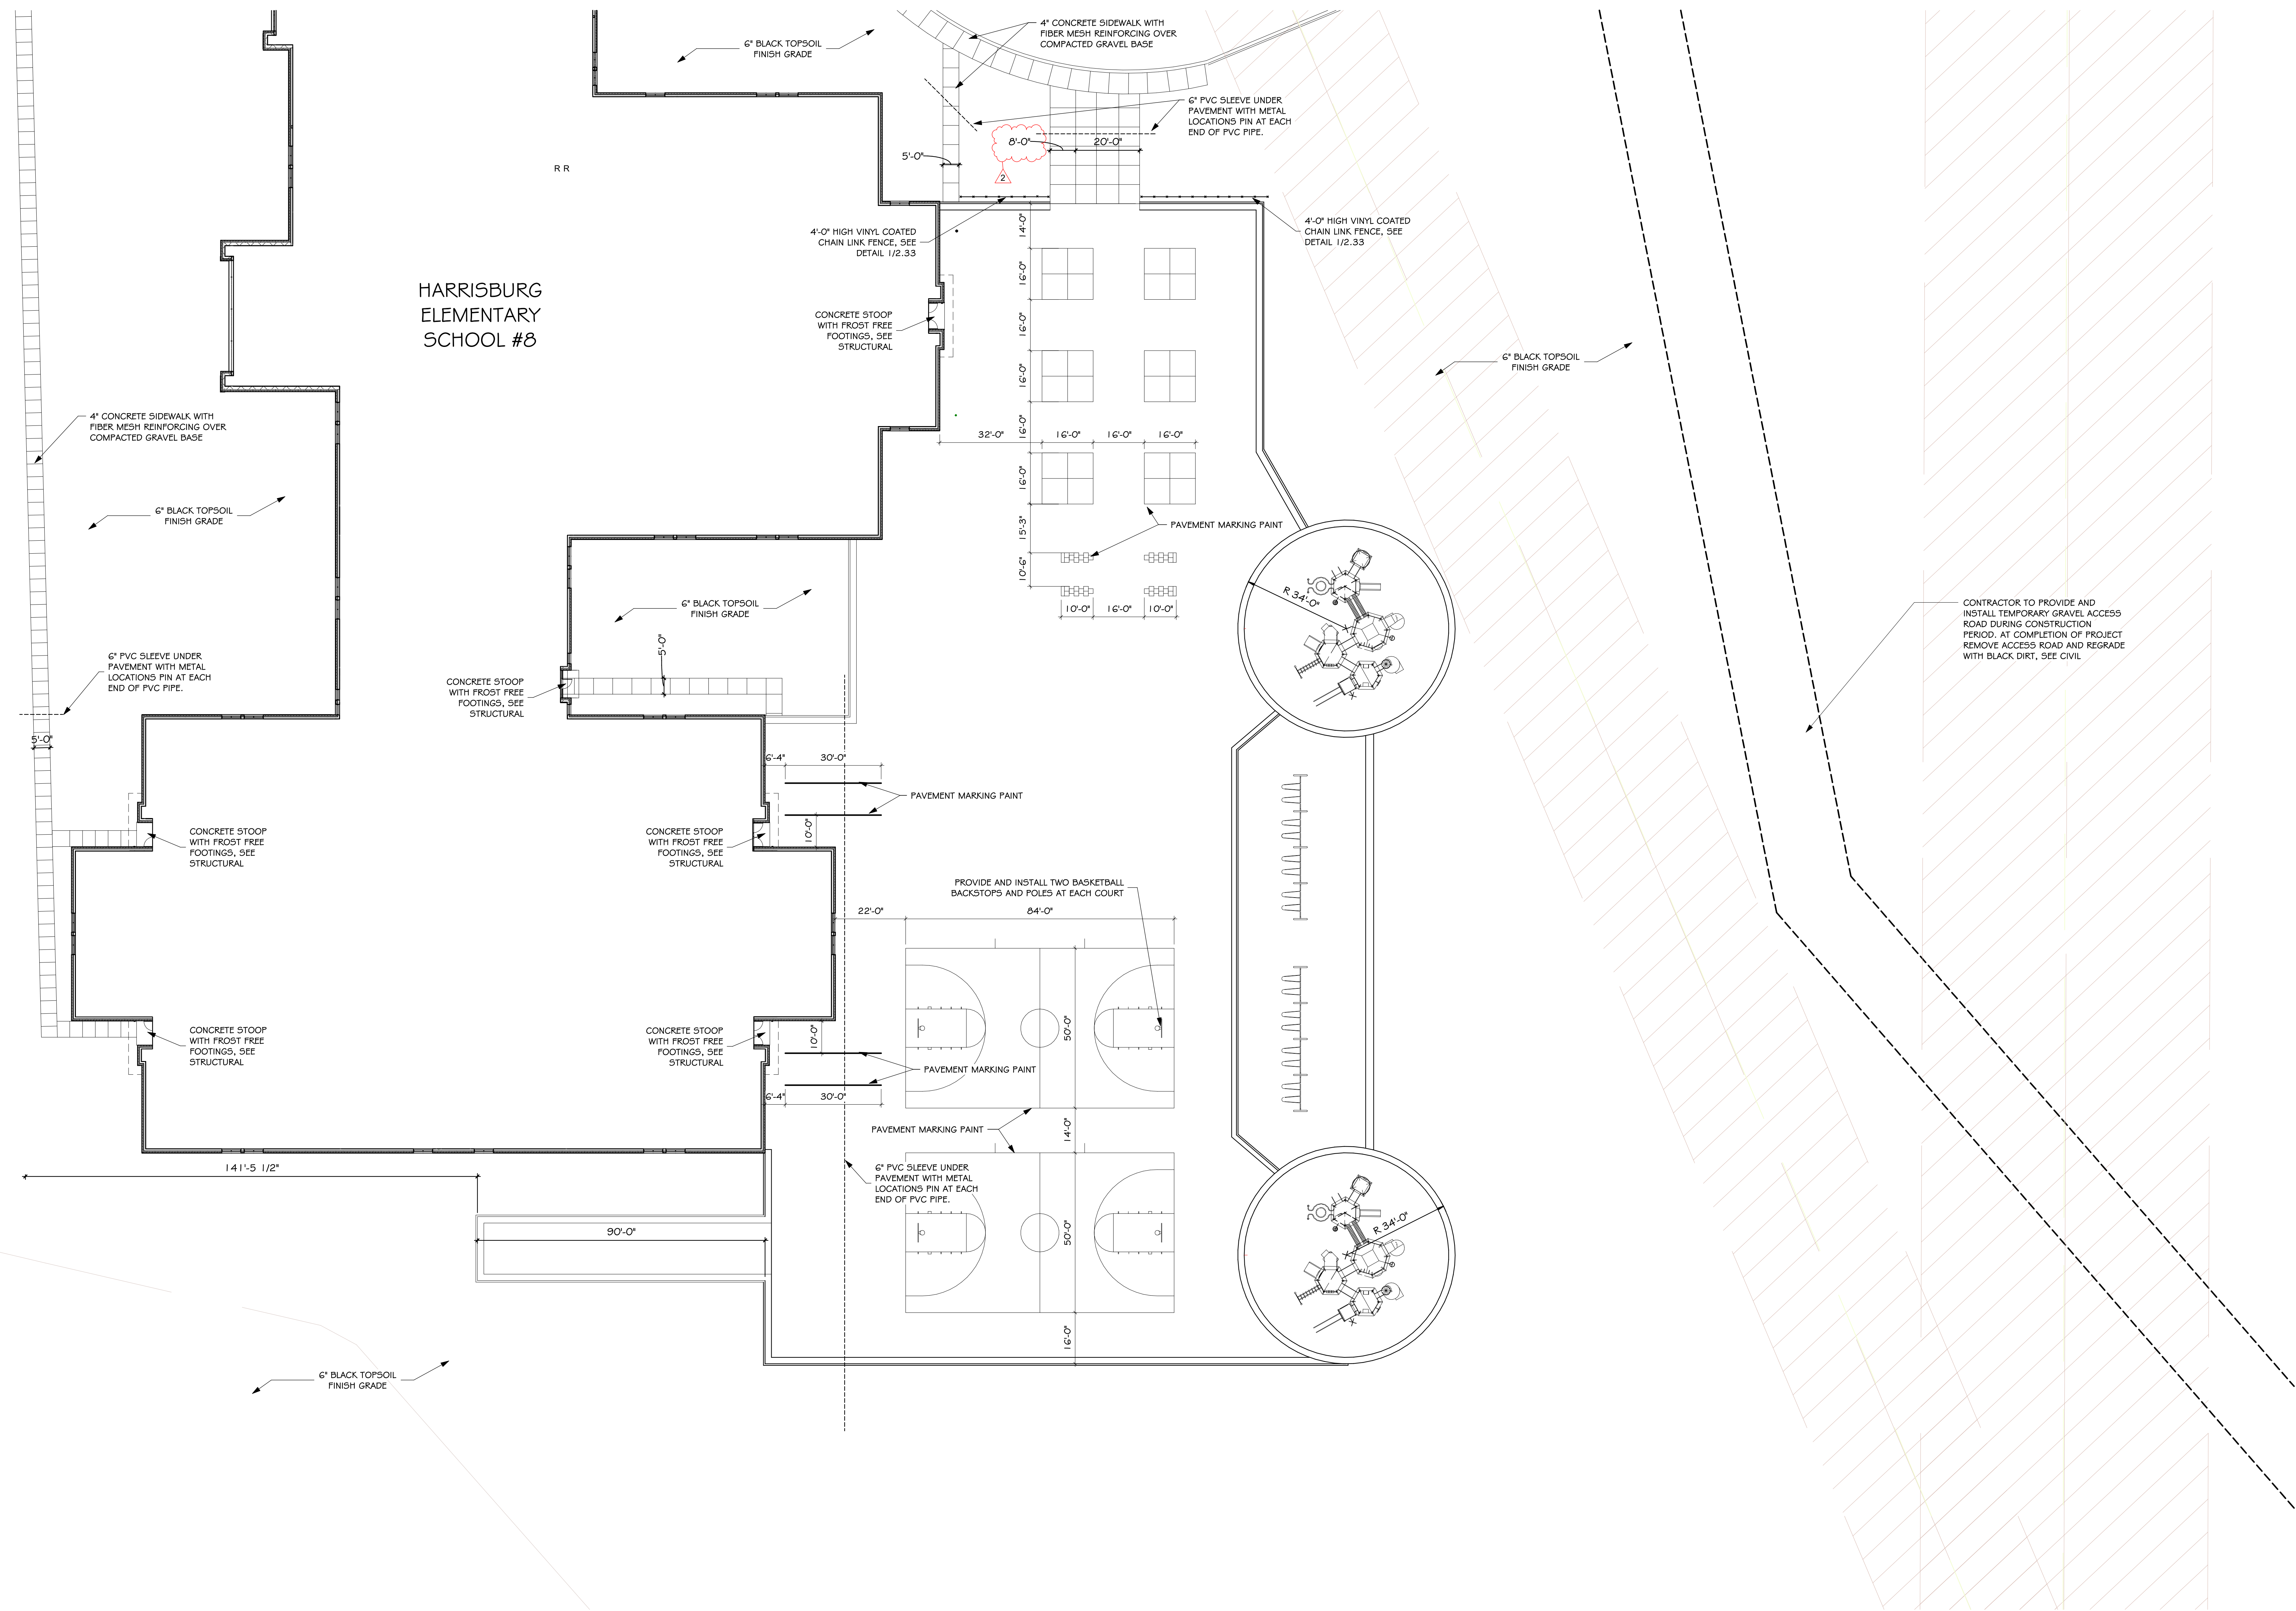 4" CONCRETE SIDEWALK WITH
FIBER MESH REINFORCING OVER
COMPACTED GRAVEL BASE
6" BLACK TOPSOIL
FINISH GRADE
6" PVC SLEEVE UNDER
PAVEMENT WITH METAL
LOCATIONS PIN AT EACH
END OF PVC PIPE.
8'-0"
20'-0"
5'-0"
2
R R
14'-0"
4'-0" HIGH VINYL COATED
CHAIN LINK FENCE, SEE
DETAIL 1/2.33
4'-0" HIGH VINYL COATED
CHAIN LINK FENCE, SEE
DETAIL 1/2.33
16'-0"
HARRISBURG
ELEMENTARY
SCHOOL #8
CONCRETE STOOP
WITH FROST FREE
FOOTINGS, SEE
STRUCTURAL
16'-0"
6" BLACK TOPSOIL
FINISH GRADE
16'-0"
4" CONCRETE SIDEWALK WITH
FIBER MESH REINFORCING OVER
COMPACTED GRAVEL BASE
16'-0"
32'-0"
16'-0"
16'-0"
16'-0"
16'-0"
6" BLACK TOPSOIL
FINISH GRADE
PAVEMENT MARKING PAINT
15'-3"
10'-6"
10'-0"
16'-0"
10'-0"
R 34'-0"
6" BLACK TOPSOIL
FINISH GRADE
5'-0"
CONTRACTOR TO PROVIDE AND
INSTALL TEMPORARY GRAVEL ACCESS
ROAD DURING CONSTRUCTION
PERIOD. AT COMPLETION OF PROJECT
REMOVE ACCESS ROAD AND REGRADE
WITH BLACK DIRT, SEE CIVIL
6" PVC SLEEVE UNDER
PAVEMENT WITH METAL
LOCATIONS PIN AT EACH
END OF PVC PIPE.
CONCRETE STOOP
WITH FROST FREE
FOOTINGS, SEE
STRUCTURAL
5'-0"
6'-4"
30'-0"
PAVEMENT MARKING PAINT
10'-0"
CONCRETE STOOP
WITH FROST FREE
FOOTINGS, SEE
STRUCTURAL
CONCRETE STOOP
WITH FROST FREE
FOOTINGS, SEE
STRUCTURAL
PROVIDE AND INSTALL TWO BASKETBALL
BACKSTOPS AND POLES AT EACH COURT
22'-0"
84'-0"
50'-0"
CONCRETE STOOP
WITH FROST FREE
FOOTINGS, SEE
STRUCTURAL
CONCRETE STOOP
WITH FROST FREE
FOOTINGS, SEE
STRUCTURAL
10'-0"
PAVEMENT MARKING PAINT
6'-4"
30'-0"
PAVEMENT MARKING PAINT
14'-0"
141'-5 1/2"
6" PVC SLEEVE UNDER
PAVEMENT WITH METAL
LOCATIONS PIN AT EACH
END OF PVC PIPE.
90'-0"
50'-0"
R 34'-0"
16'-0"
6" BLACK TOPSOIL
FINISH GRADE